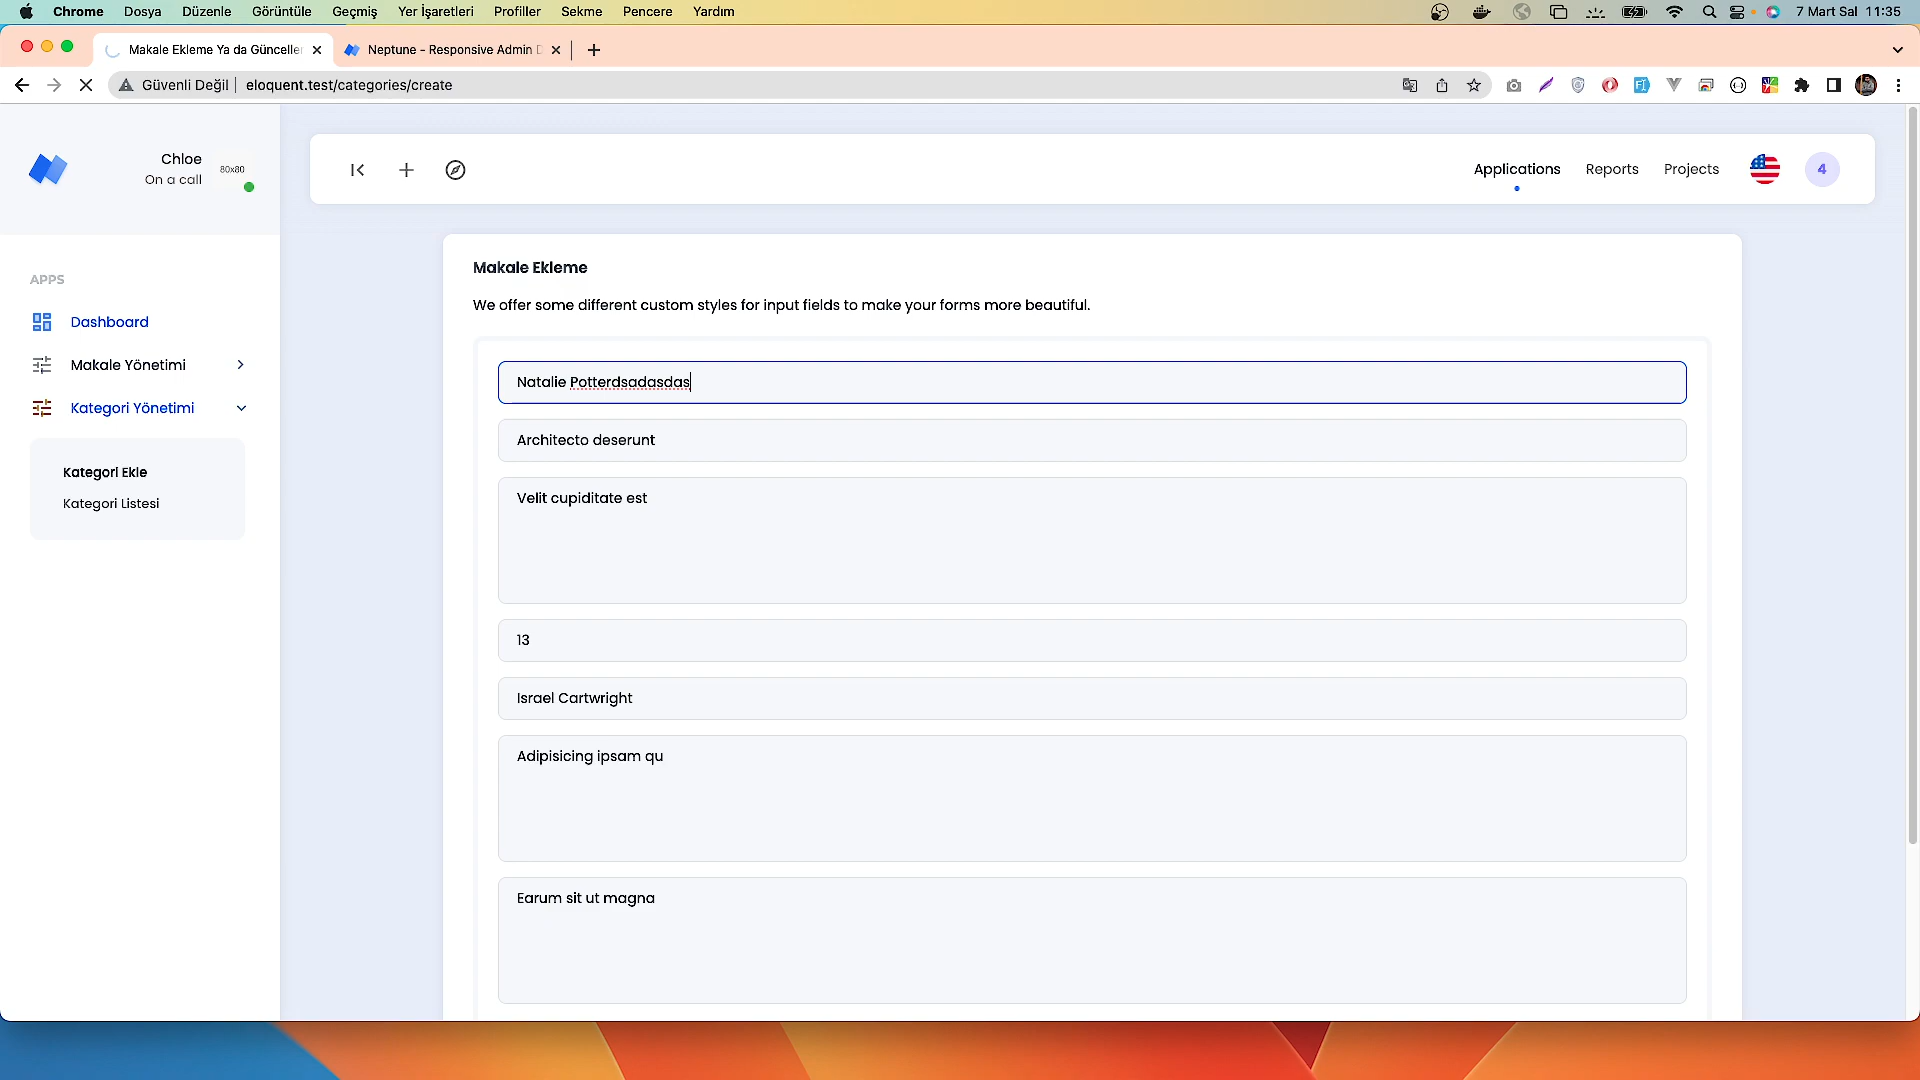 Chrome Dosya Düzenle Görüntüle Geçmiş Yer İşaretleri Profiller Sekme Pencere Yardım 7 Mart Sal 11:35
Makale Ekleme Ya da Güncellem Neptune - Responsive Admin D
Güvenli Değil eloquent.test/categories/create
Chloe
On a call
80x80
Applications Reports Projects 4
APPS
Dashboard
Makale Yönetimi
Kategori Yönetimi
Kategori Ekle
Kategori Listesi
Makale Ekleme
We offer some different custom styles for input fields to make your forms more beautiful.
Natalie Potterdsadasdas
Architecto deserunt
Velit cupiditate est
13
Israel Cartwright
Adipisicing ipsam qu
Earum sit ut magna